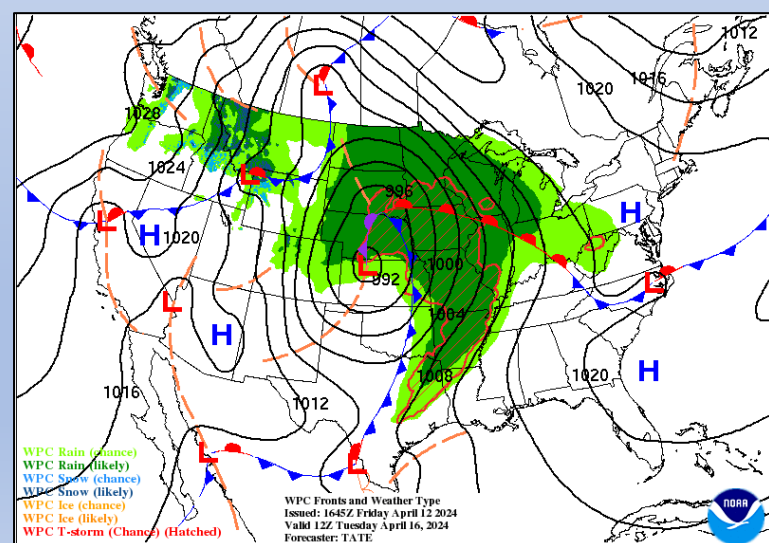 1012
1016
1020
1028
1024
996
L
L
L
H
L
H
1020
1000
L
992
L
L
1004
H
H
1020
1008
1016
1012
L
L
WPC Rain (chance)
WPC Rain (likely)
WPC Snow (chance)
WPC Snow (likely)
WPC Ice (chance)
WPC Ice (likely)
WPC T-storm (Chance) (Hatched)
WPC Fronts and Weather Type
Issued: 1645Z Friday April 12 2024
Valid 12Z Tuesday April 16, 2024
Forecaster: TATE
NOAA